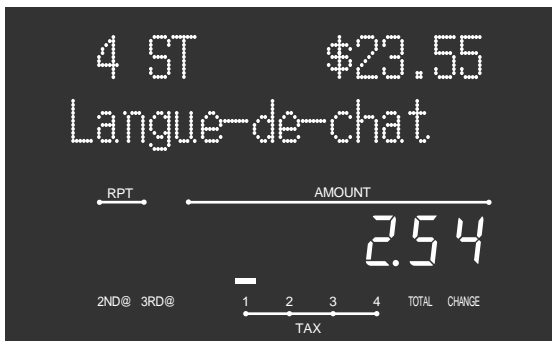 4 ST $23.55
Langue-de-chat
RPT AMOUNT
2.54
2ND@ 3RD@ 1 2 3 4 TOTAL CHANGE
TAX